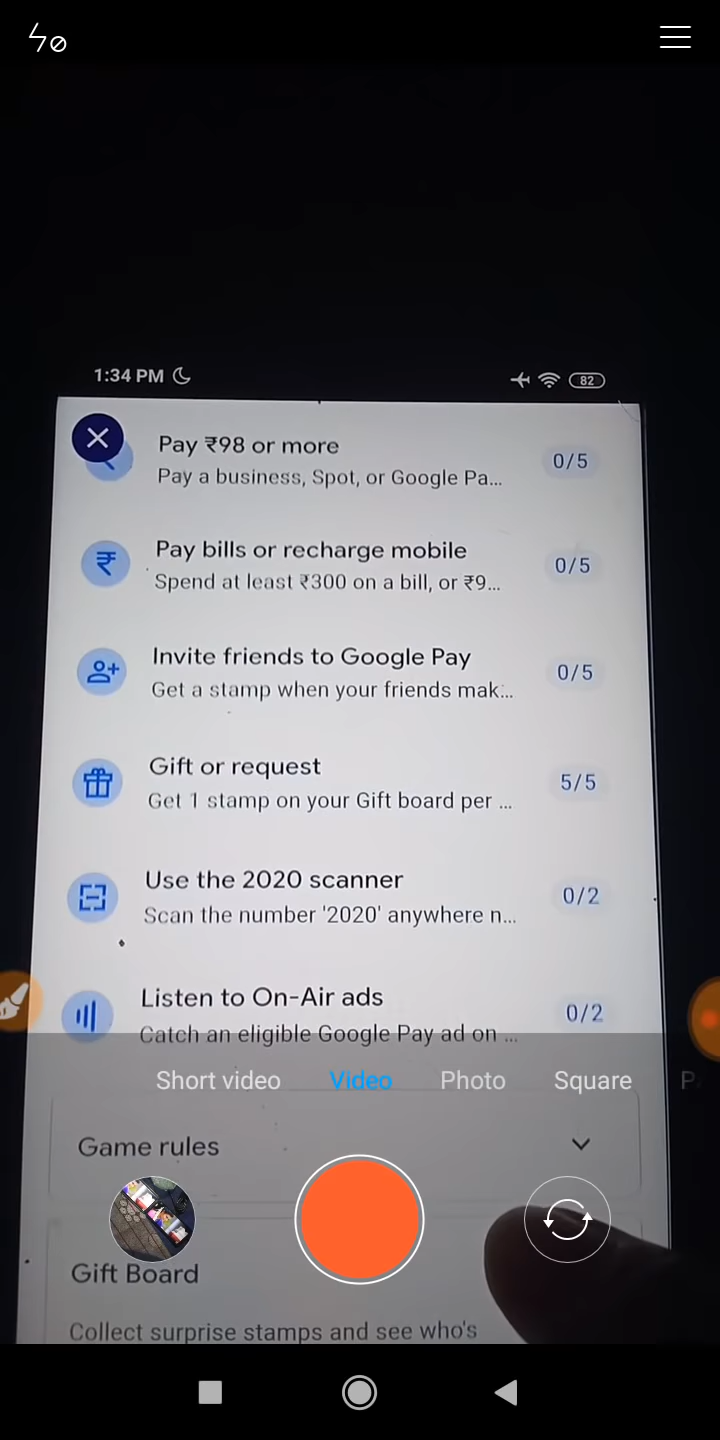 1:34 PM
82
Pay ₹98 or more
Pay a business, Spot, or Google Pa...
0/5
Pay bills or recharge mobile
Spend at least ₹300 on a bill, or ₹9...
0/5
Invite friends to Google Pay
Get a stamp when your friends mak...
0/5
Gift or request
Get 1 stamp on your Gift board per ...
5/5
Use the 2020 scanner
Scan the number '2020' anywhere n...
0/2
Listen to On-Air ads
Catch an eligible Google Pay ad on ...
0/2
Short video Video Photo Square P
Game rules
Gift Board
Collect surprise stamps and see who's